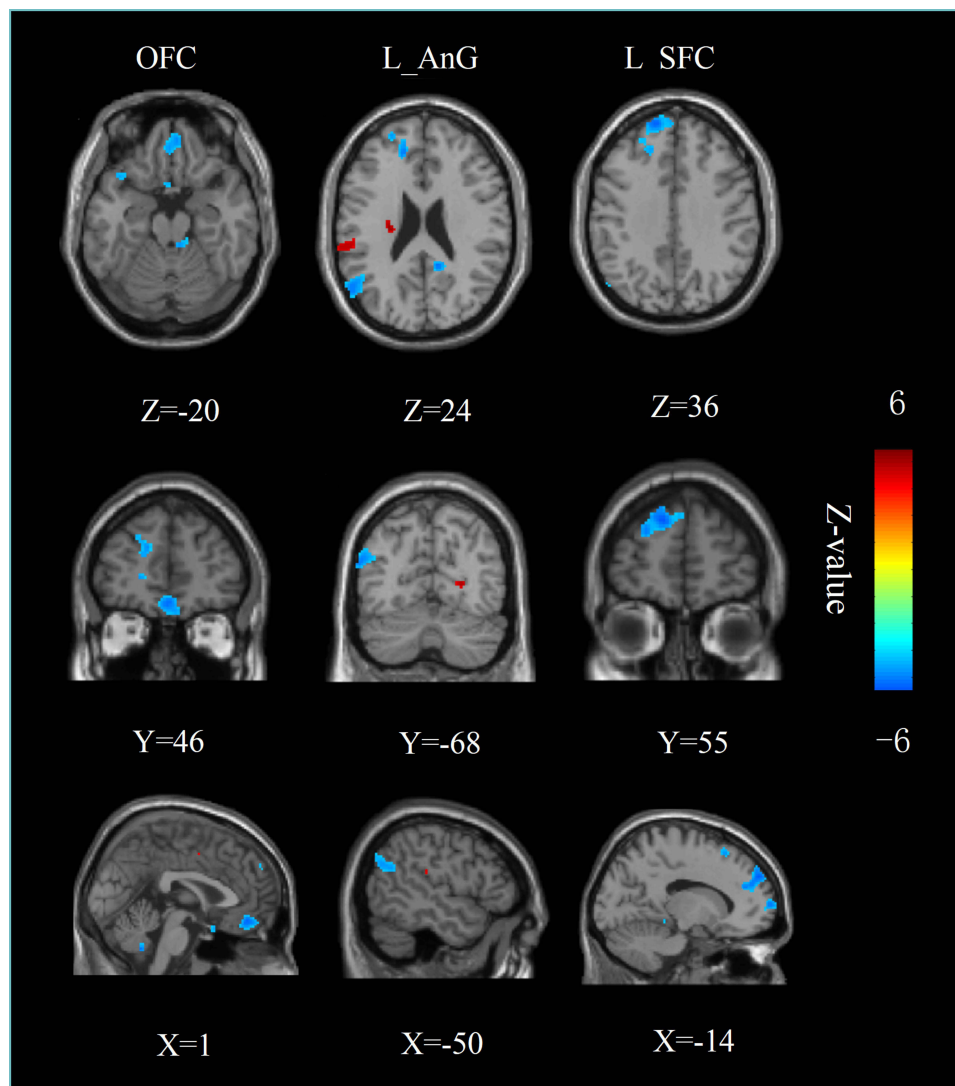 OFC L_AnG L SFC
Z=-20 Z=24 Z=36
6
Z-value
Y=46 Y=-68 Y=55
−6
X=1 X=-50 X=-14